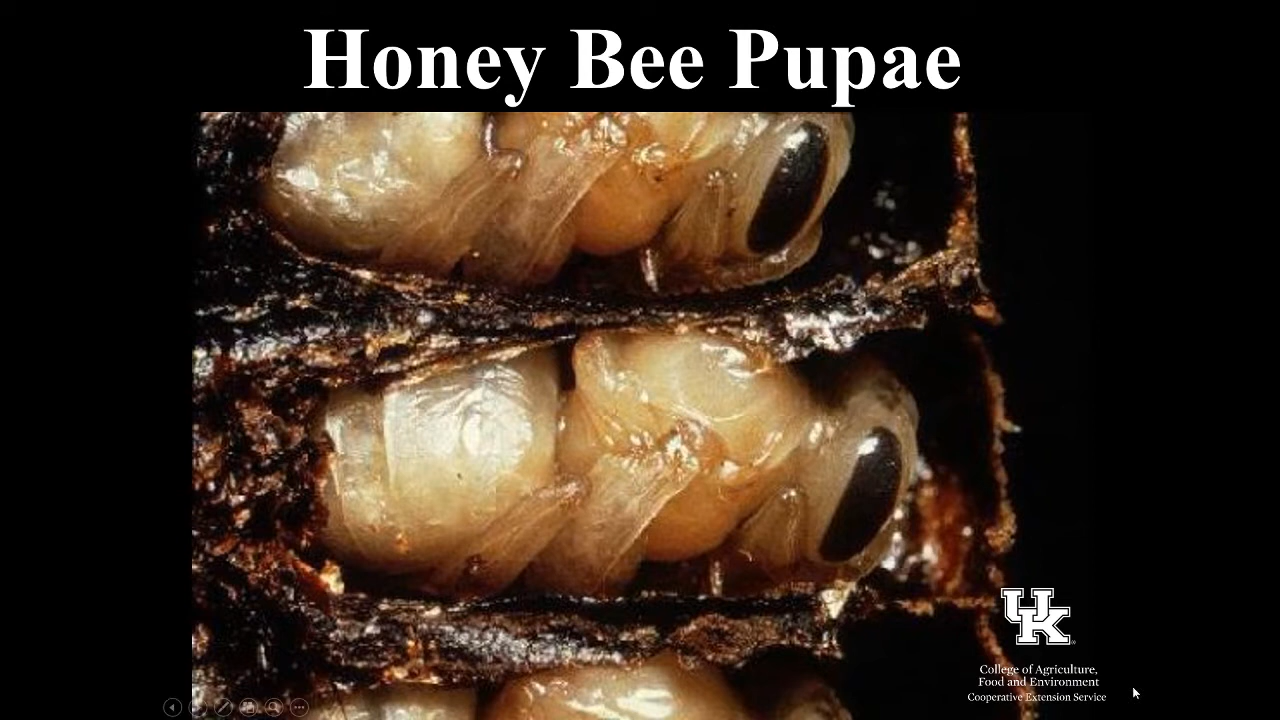 Honey Bee Pupae
UK
College of Agriculture,
Food and Environment
Cooperative Extension Service